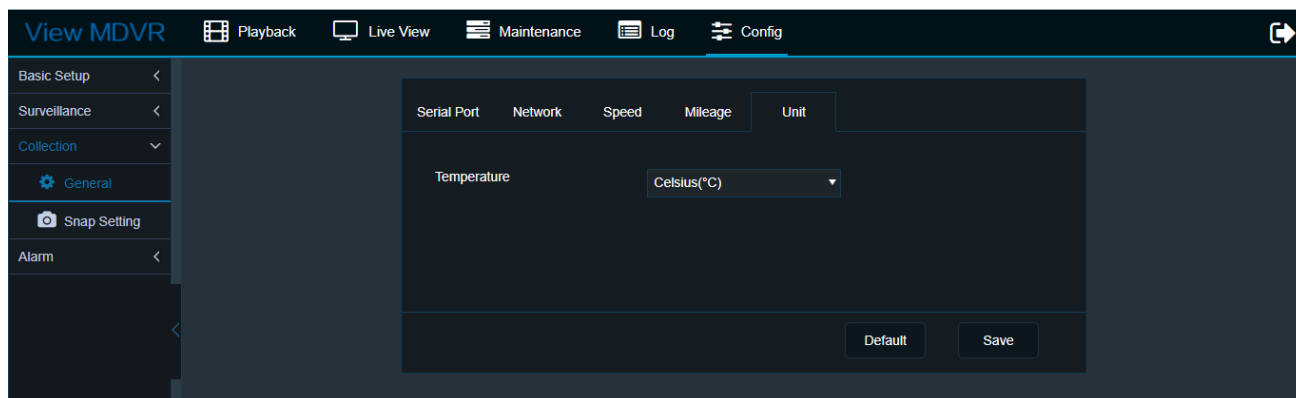 View MDVR Playback Live View Maintenance Log Config
Basic Setup
Surveillance
Collection
General
Snap Setting
Alarm
Serial Port Network Speed Mileage Unit
Temperature Celsius(°C)
Default Save